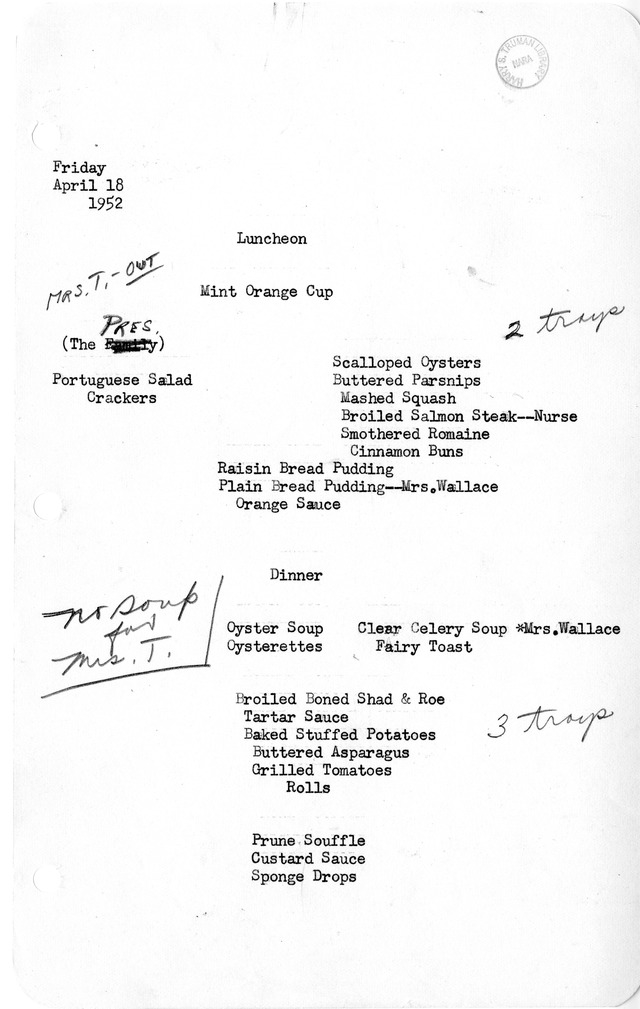 HARRY S. TRUMAN LIBRARY
NARA
Friday
April 18
1952
Luncheon
MRS. T. - OUT
Mint Orange Cup
PRES.
2 trays
(The Family)
Scalloped Oysters
Portuguese Salad Buttered Parsnips
Crackers Mashed Squash
Broiled Salmon Steak--Nurse
Smothered Romaine
Cinnamon Buns
Raisin Bread Pudding
Plain Bread Pudding--Mrs.Wallace
Orange Sauce
Dinner
no soup
for
Mrs. T.
Oyster Soup Clear Celery Soup *Mrs.Wallace
Oysterettes Fairy Toast
Broiled Boned Shad & Roe
Tartar Sauce
3 trays
Baked Stuffed Potatoes
Buttered Asparagus
Grilled Tomatoes
Rolls
Prune Souffle
Custard Sauce
Sponge Drops